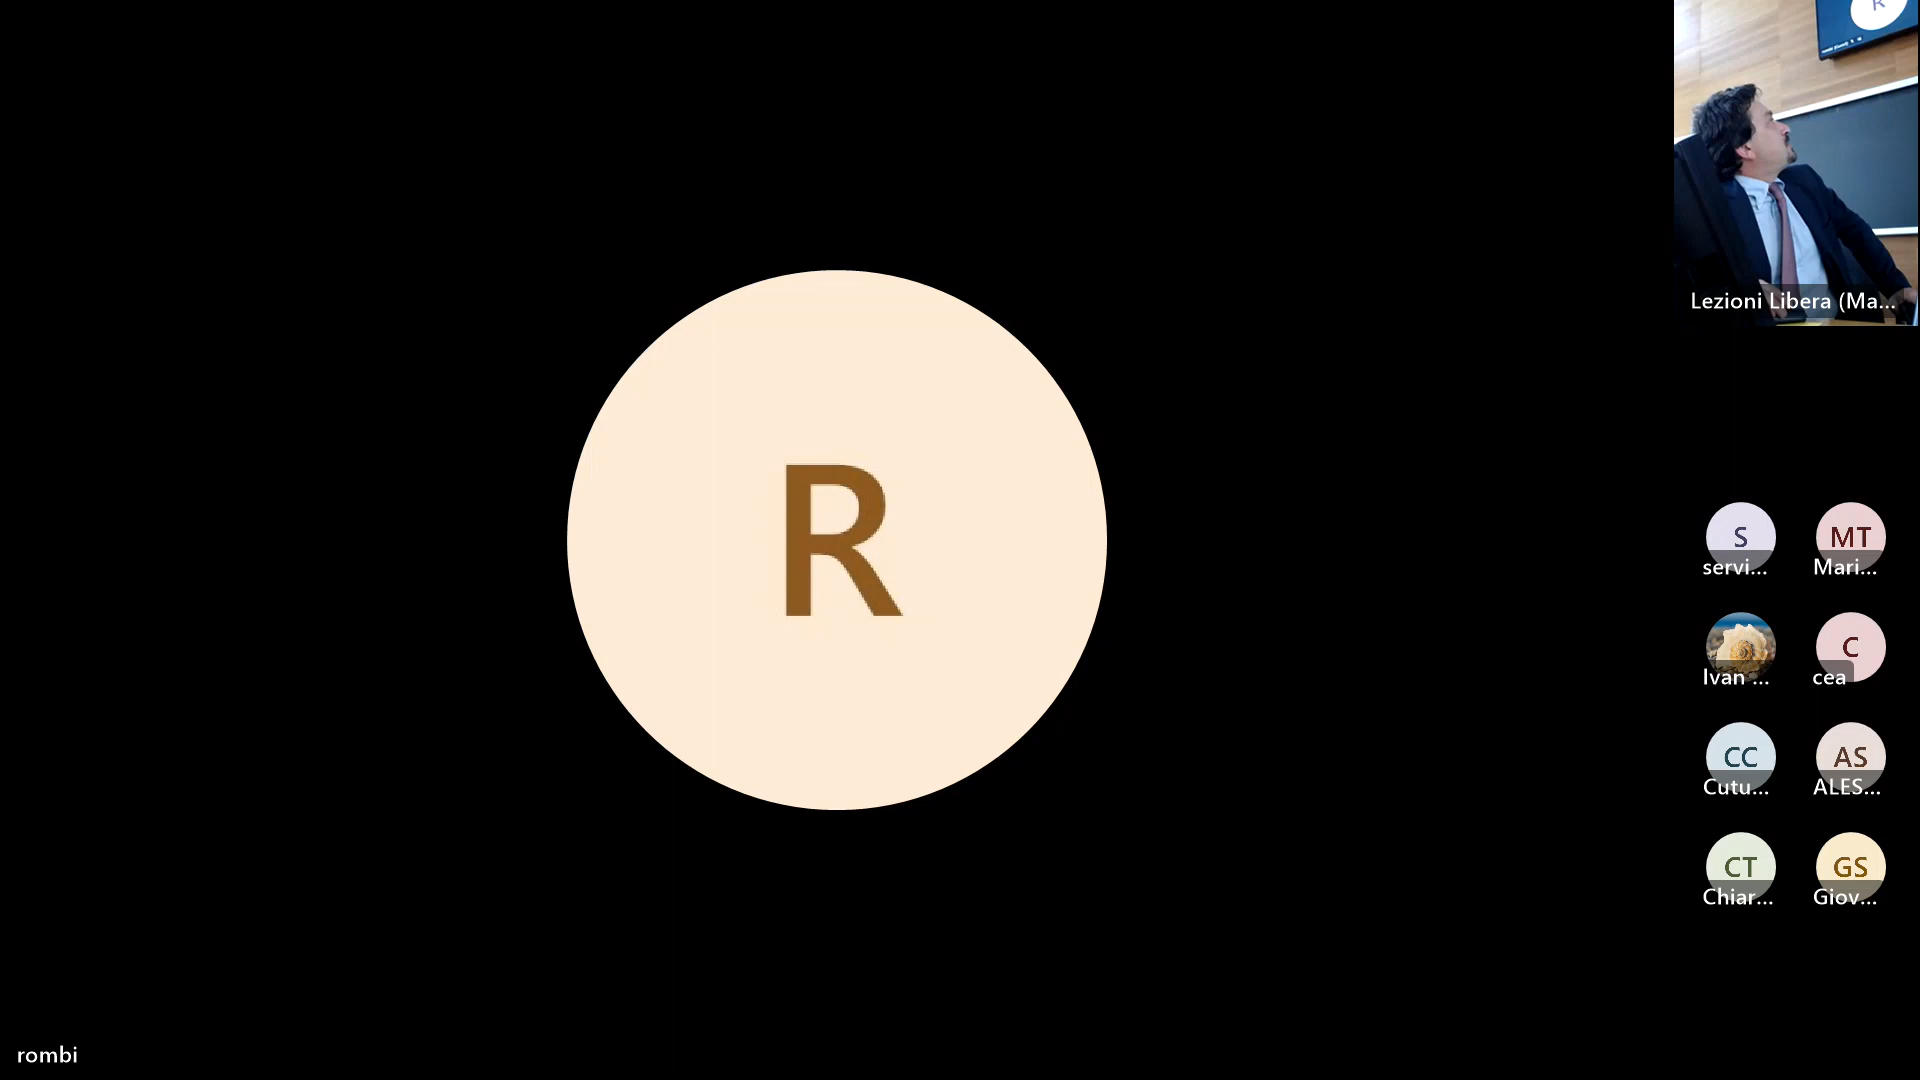 R
rombi
R
Lezioni Libera (Ma...
S
servi...
MT
Mari...
Ivan ...
C
cea
CC
Cutu...
AS
ALES...
CT
Chiar...
GS
Giov...